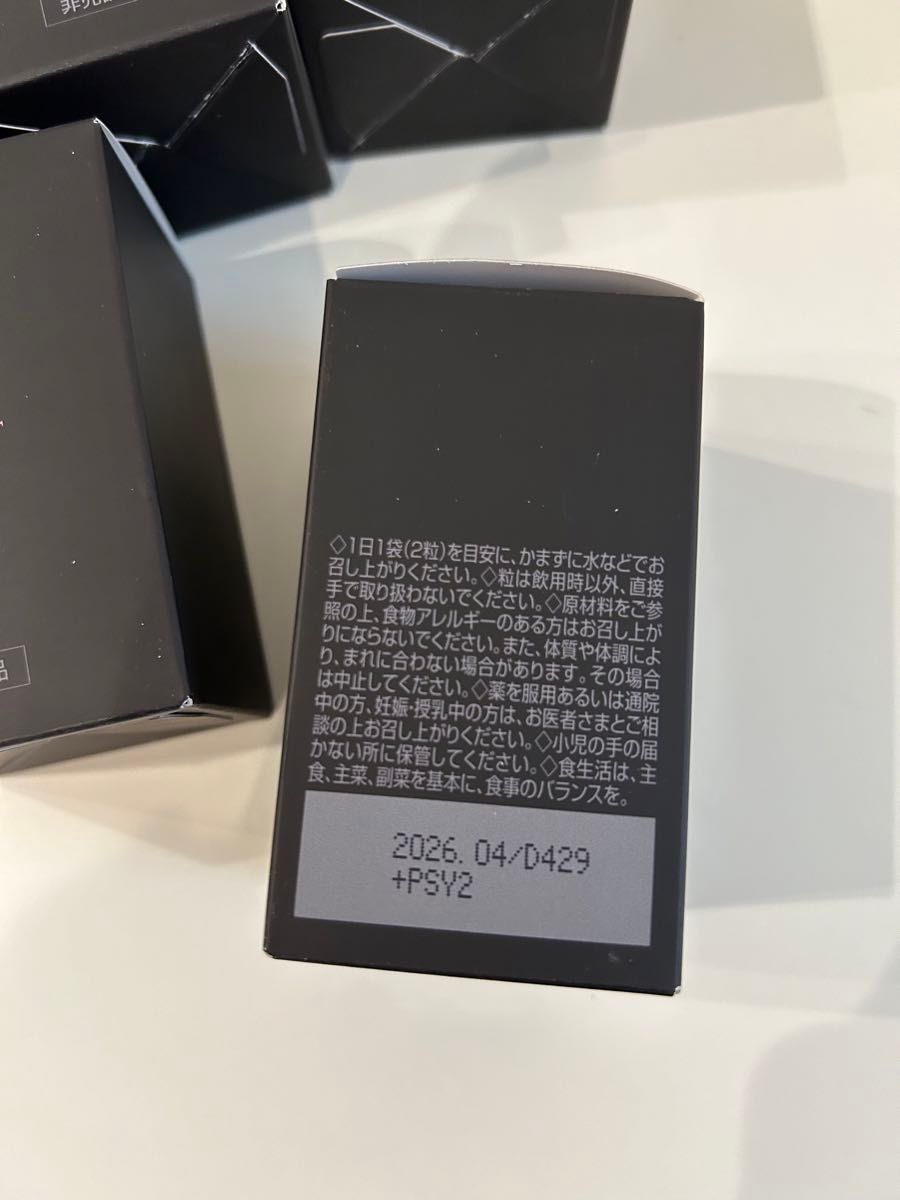 非売品
品
◇1日1袋(2粒)を目安に、かまずに水などでお
召し上がりください。◇粒は飲用時以外、直接
手で取り扱わないでください。◇原材料をご参
照の上、食物アレルギーのある方はお召し上が
りにならないでください。また、体質や体調によ
り、まれに合わない場合があります。その場合
は中止してください。◇薬を服用あるいは通院
中の方、妊娠・授乳中の方は、お医者さまとご相
談の上お召し上がりください。◇小児の手の届
かない所に保管してください。◇食生活は、主
食、主菜、副菜を基本に、食事のバランスを。
2026. 04/D429
+PSY2